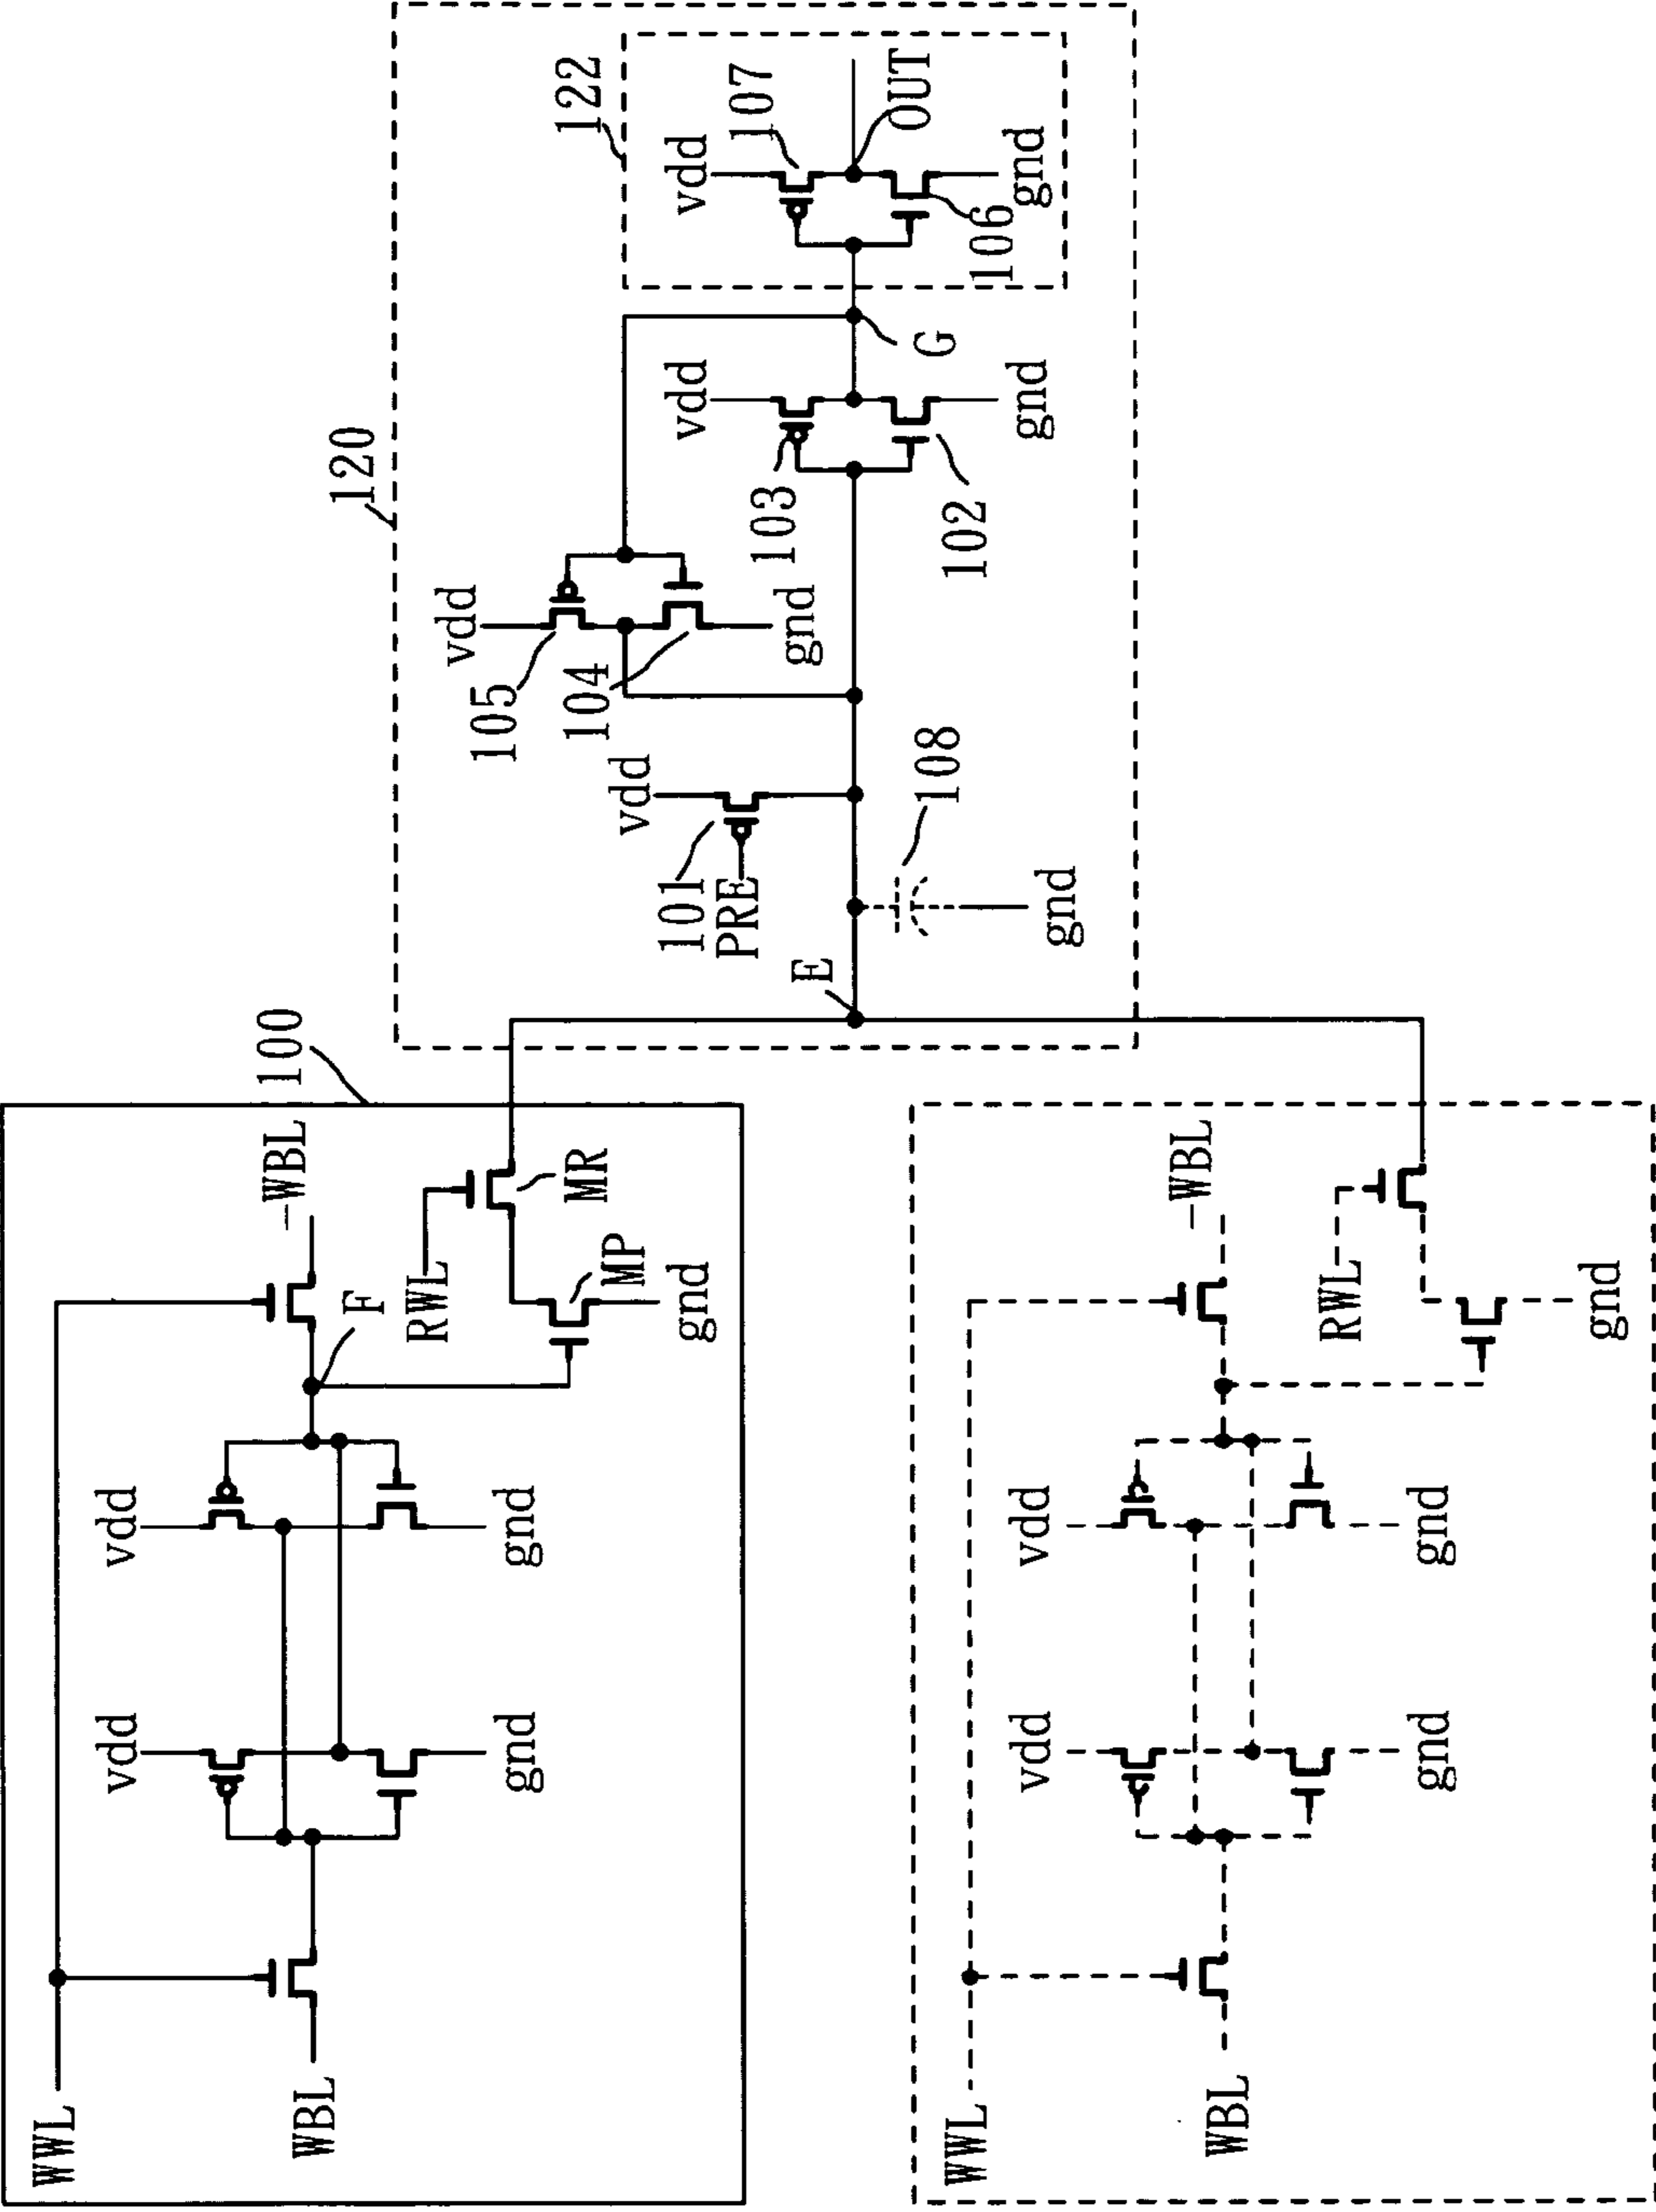 100
WWL
WBL
vdd
gnd
vdd
gnd
F
-WBL
RWL
MR
MP
gnd
WWL
WBL
vdd
gnd
vdd
gnd
-WBL
RWL
gnd
120
E
101
PRE
vdd
108
gnd
vdd
105
104
gnd
103
vdd
102
gnd
G
122
vdd
107
OUT
106
gnd